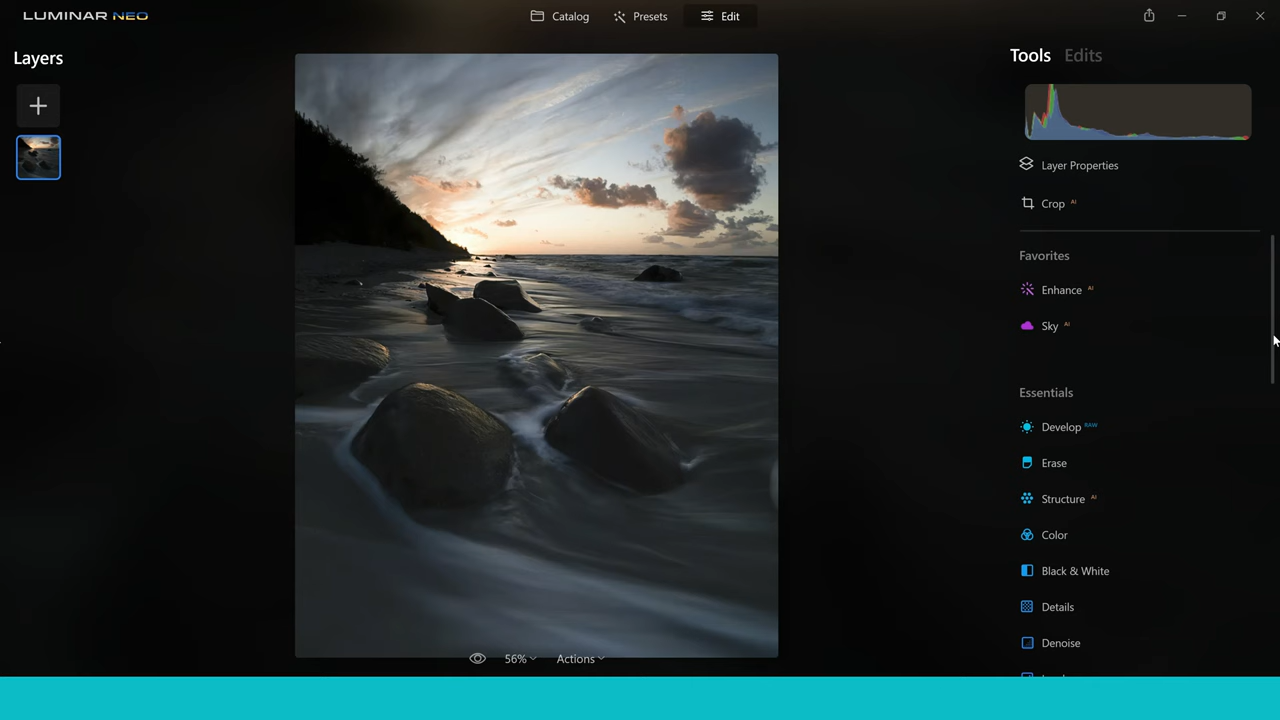 LUMINAR NEO
Catalog
Presets
Edit
Layers
Tools
Edits
Layer Properties
Crop AI
Favorites
Enhance AI
Sky AI
Essentials
Develop RAW
Erase
Structure AI
Color
Black & White
Details
Denoise
56%
Actions